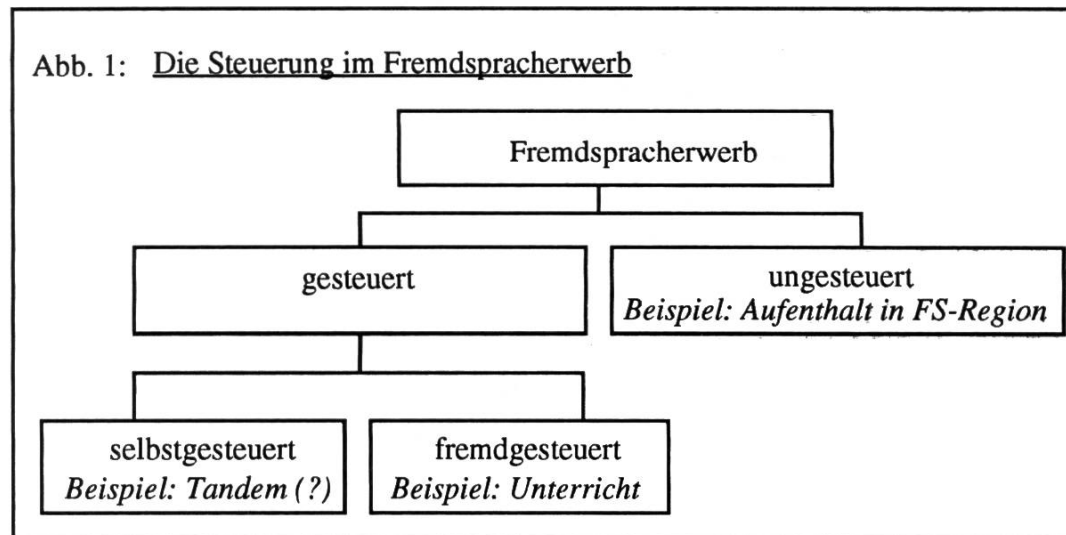 Abb. 1: Die Steuerung im Fremdspracherwerb
Fremdspracherwerb
gesteuert
ungesteuert
Beispiel: Aufenthalt in FS-Region
selbstgesteuert
Beispiel: Tandem (?)
fremdgesteuert
Beispiel: Unterricht